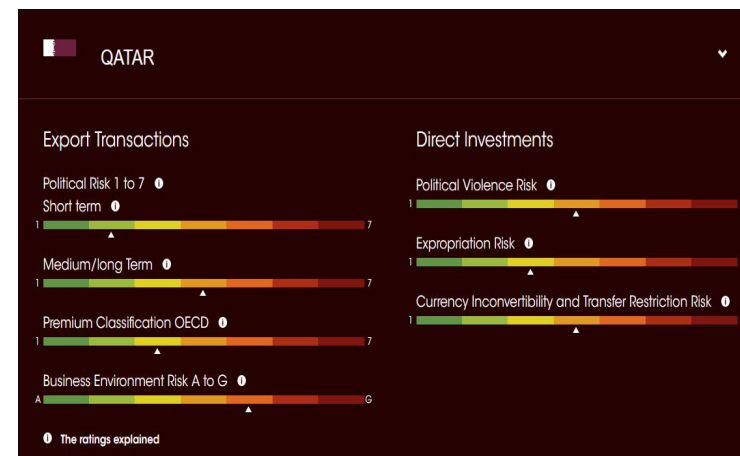 QATAR
Export Transactions
Political Risk 1 to 7
Short term
1 7
Medium/long Term
1 7
Premium Classification OECD
1 7
Business Environment Risk A to G
A G
The ratings explained
Direct Investments
Political Violence Risk
1
Expropriation Risk
1
Currency Inconvertibility and Transfer Restriction Risk
1